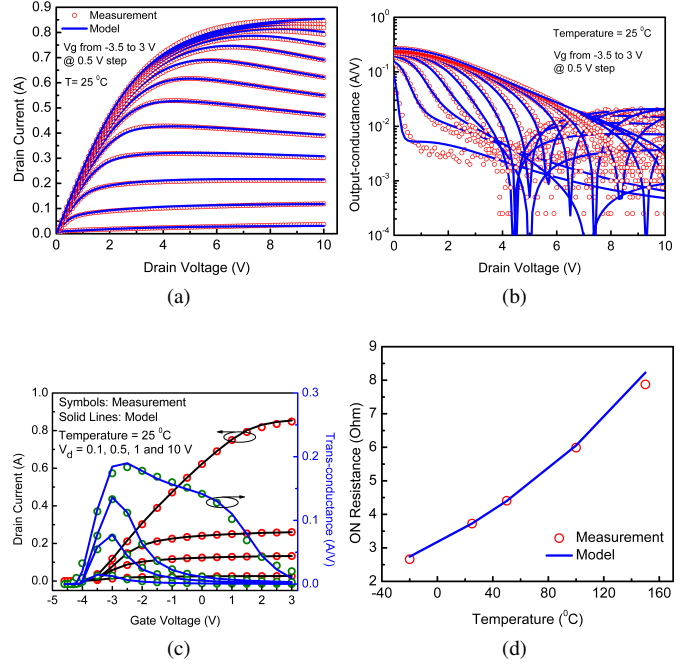 Measurement
Model
Vg from -3.5 to 3 V
@ 0.5 V step
T= 25 ⁰C
0.9
0.8
0.7
0.6
0.5
0.4
0.3
0.2
0.1
0.0
Drain Current (A)
0 2 4 6 8 10
Drain Voltage (V)
(a)
Temperature = 25 ⁰C
Vg from -3.5 to 3 V
@ 0.5 V step
10⁰
10⁻¹
10⁻²
10⁻³
10⁻⁴
Output-conductance (A/V)
0 2 4 6 8 10
Drain Voltage (V)
(b)
Symbols: Measurement
Solid Lines: Model
Temperature = 25 ⁰C
V_d = 0.1, 0.5, 1 and 10 V
1.0
0.8
0.6
0.4
0.2
0.0
Drain Current (A)
0.3
0.2
0.1
0.0
Trans-conductance (A/V)
-5 -4 -3 -2 -1 0 1 2 3
Gate Voltage (V)
(c)
9
8
7
6
5
4
3
2
ON Resistance (Ohm)
Measurement
Model
-40 0 40 80 120 160
Temperature (⁰C)
(d)